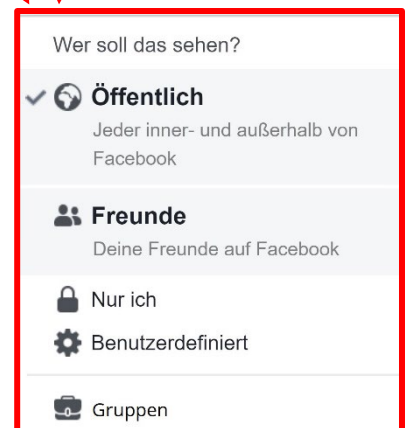 Wer soll das sehen?
Öffentlich
Jeder inner- und außerhalb von
Facebook
Freunde
Deine Freunde auf Facebook
Nur ich
Benutzerdefiniert
Gruppen